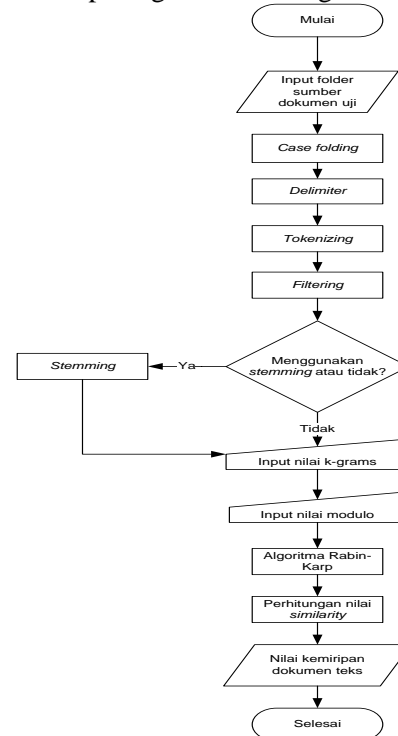 Mulai
Input folder
sumber
dokumen uji
Case folding
Delimiter
Tokenizing
Filtering
Menggunakan
stemming atau tidak?
Ya
Stemming
Tidak
Input nilai k-grams
Input nilai modulo
Algoritma Rabin-
Karp
Perhitungan nilai
similarity
Nilai kemiripan
dokumen teks
Selesai